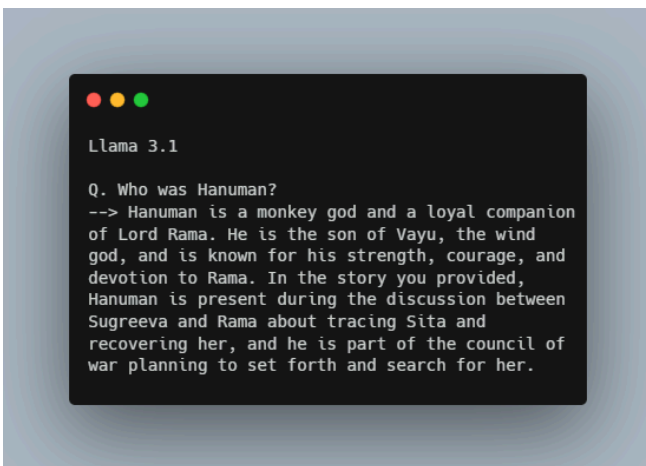 Llama 3.1
Q. Who was Hanuman?
--> Hanuman is a monkey god and a loyal companion
of Lord Rama. He is the son of Vayu, the wind
god, and is known for his strength, courage, and
devotion to Rama. In the story you provided,
Hanuman is present during the discussion between
Sugreeva and Rama about tracing Sita and
recovering her, and he is part of the council of
war planning to set forth and search for her.